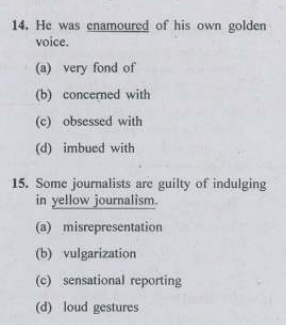 14. He was enamoured of his own golden
voice.
(a) very fond of
(b) concerned with
(c) obsessed with
(d) imbued with
15. Some journalists are guilty of indulging
in yellow journalism.
(a) misrepresentation
(b) vulgarization
(c) sensational reporting
(d) loud gestures